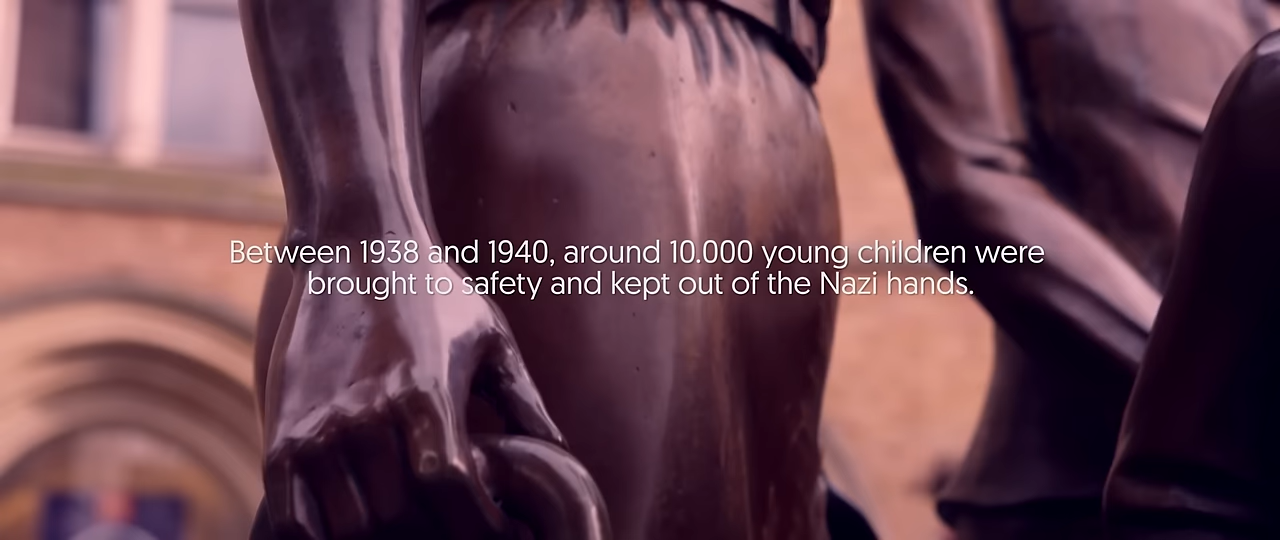 Between 1938 and 1940, around 10.000 young children were
brought to safety and kept out of the Nazi hands.